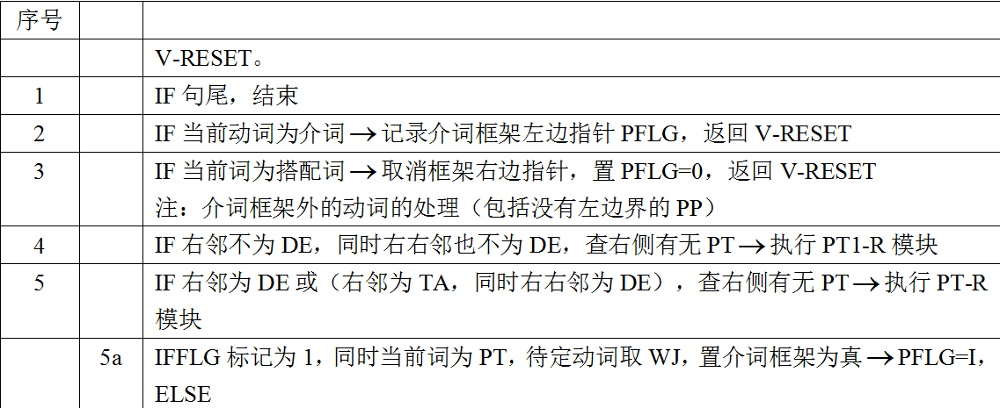 序号
V-RESET。
1 IF 句尾，结束
2 IF 当前动词为介词→记录介词框架左边指针 PFLG，返回 V-RESET
3 IF 当前词为搭配词→取消框架右边指针，置 PFLG=0，返回 V-RESET
注：介词框架外的动词的处理（包括没有左边界的 PP）
4 IF 右邻不为 DE，同时右右邻也不为 DE，查右侧有无 PT→执行 PT1-R 模块
5 IF 右邻为 DE 或（右邻为 TA，同时右右邻为 DE），查右侧有无 PT→执行 PT-R
模块
5a IFFLG 标记为 1，同时当前词为 PT，待定动词取 WJ，置介词框架为真→PFLG=I，
ELSE